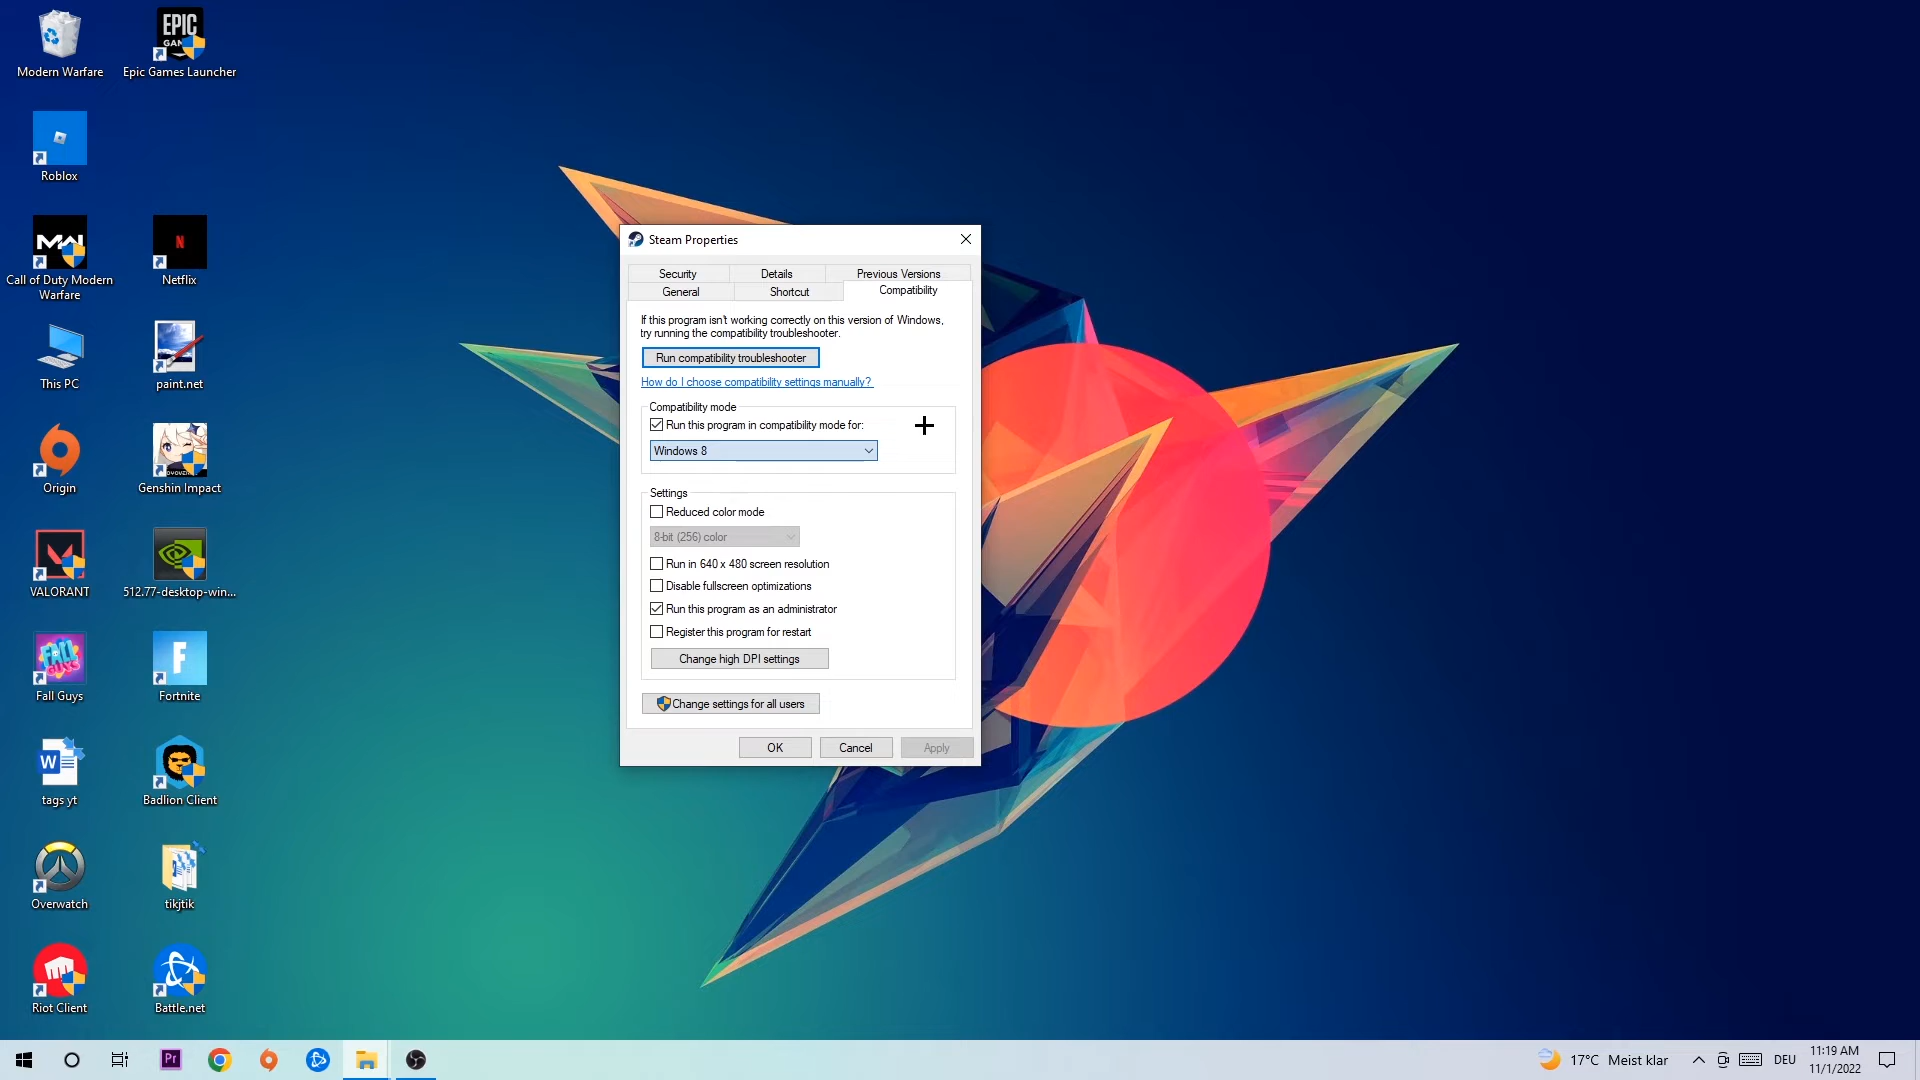 EPIC
GAMES
Modern Warfare
Epic Games Launcher
Roblox
MW
N
Call of Duty Modern
Warfare
Netflix
This PC
paint.net
Origin
Genshin Impact
VALORANT
512.77-desktop-win...
FALL
GUYS
F
Fall Guys
Fortnite
W
tags yt
Badlion Client
Overwatch
tikjtik
Riot Client
Battle.net
Steam Properties
Security
Details
Previous Versions
General
Shortcut
Compatibility
If this program isn't working correctly on this version of Windows,
try running the compatibility troubleshooter.
Run compatibility troubleshooter
How do I choose compatibility settings manually?
Compatibility mode
Run this program in compatibility mode for:
Windows 8
Settings
Reduced color mode
8-bit (256) color
Run in 640 x 480 screen resolution
Disable fullscreen optimizations
Run this program as an administrator
Register this program for restart
Change high DPI settings
Change settings for all users
OK
Cancel
Apply
Pr
17°C Meist klar
DEU
11:19 AM
11/1/2022